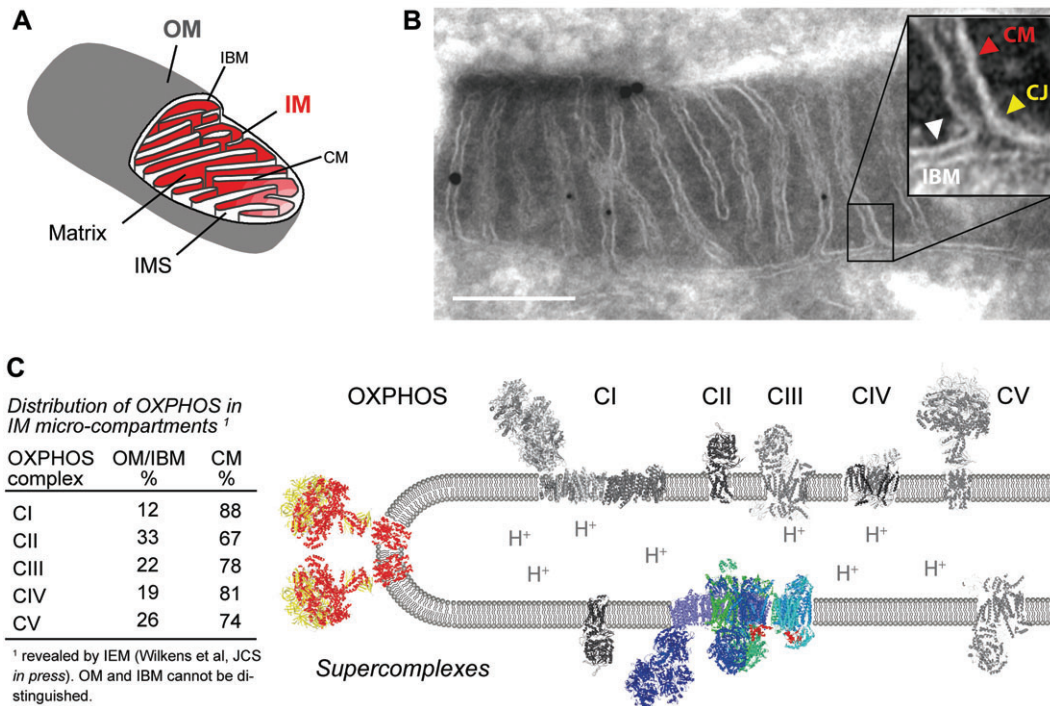 A
OM
IBM
IM
CM
Matrix
IMS
B
CM
CJ
IBM
C
Distribution of OXPHOS in
IM micro-compartments ¹
OXPHOS OM/IBM CM
complex % %
CI 12 88
CII 33 67
CIII 22 78
CIV 19 81
CV 26 74
¹ revealed by IEM (Wilkens et al, JCS
in press). OM and IBM cannot be di-
stinguished.
OXPHOS CI CII CIII CIV CV
H⁺ H⁺ H⁺ H⁺
H⁺ H⁺ H⁺
Supercomplexes